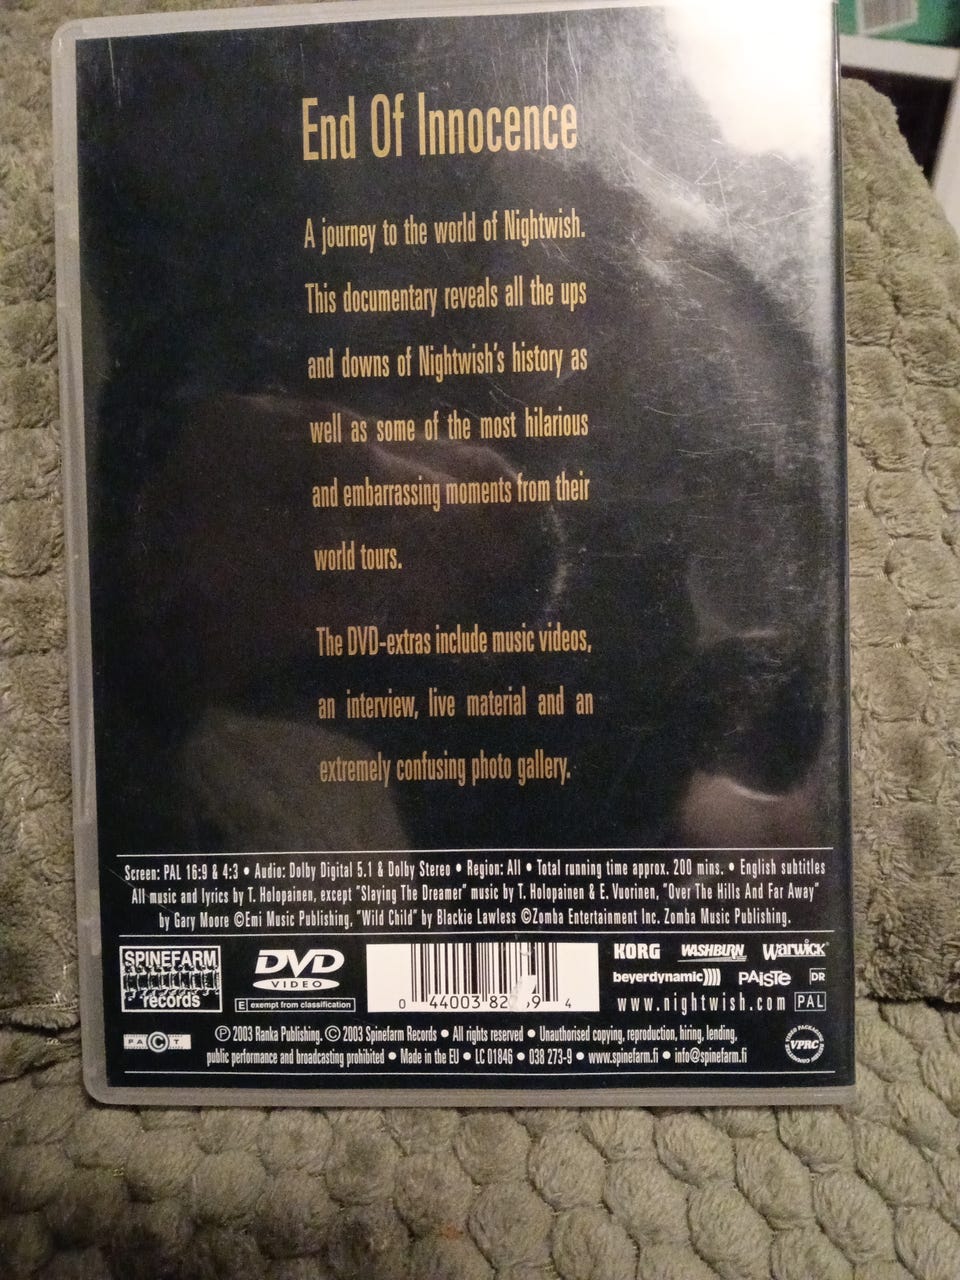 End Of Innocence
A journey to the world of Nightwish.
This documentary reveals all the ups
and downs of Nightwish's history as
well as some of the most hilarious
and embarrassing moments from their
world tours.
The DVD-extras include music videos,
an interview, live material and an
extremely confusing photo gallery.
Screen: PAL 16:9 & 4:3 • Audio: Dolby Digital 5.1 & Dolby Stereo • Region: All • Total running time approx. 200 mins. • English subtitles
All music and lyrics by T. Holopainen, except "Slaying The Dreamer" music by T. Holopainen & E. Vuorinen, "Over The Hills And Far Away"
by Gary Moore ©Emi Music Publishing, "Wild Child" by Blackie Lawless ©Zomba Entertainment Inc. Zomba Music Publishing.
SPINEFARM
records
DVD
VIDEO
E exempt from classification
0 44003 82 9 4
KORG WASHBURN Warwick
beyerdynamic)))) PAiSTe DR
www.nightwish.com PAL
PACT
℗ 2003 Ranka Publishing. © 2003 Spinefarm Records • All rights reserved • Unauthorised copying, reproduction, hiring, lending,
public performance and broadcasting prohibited • Made in the EU • LC 01846 • 038 273-9 • www.spinefarm.fi • info@spinefarm.fi
VPRC